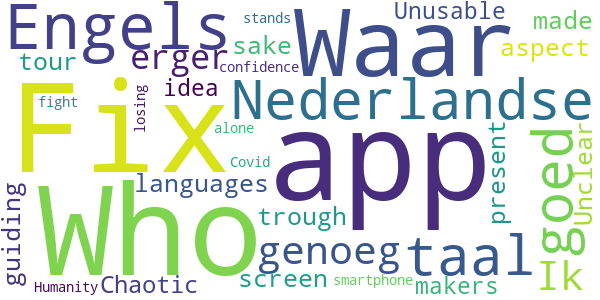 Engels
stands
Waar
Unusable
made
tour
erger
sake
aspect
confidence
Fix
idea
fight
losing
Nederlandse
app
alone
Covid
present
goed
Unclear
Who
languages
guiding
trough
genoeg
taal
Ik
screen
Humanity
Chaotic
smartphone
makers